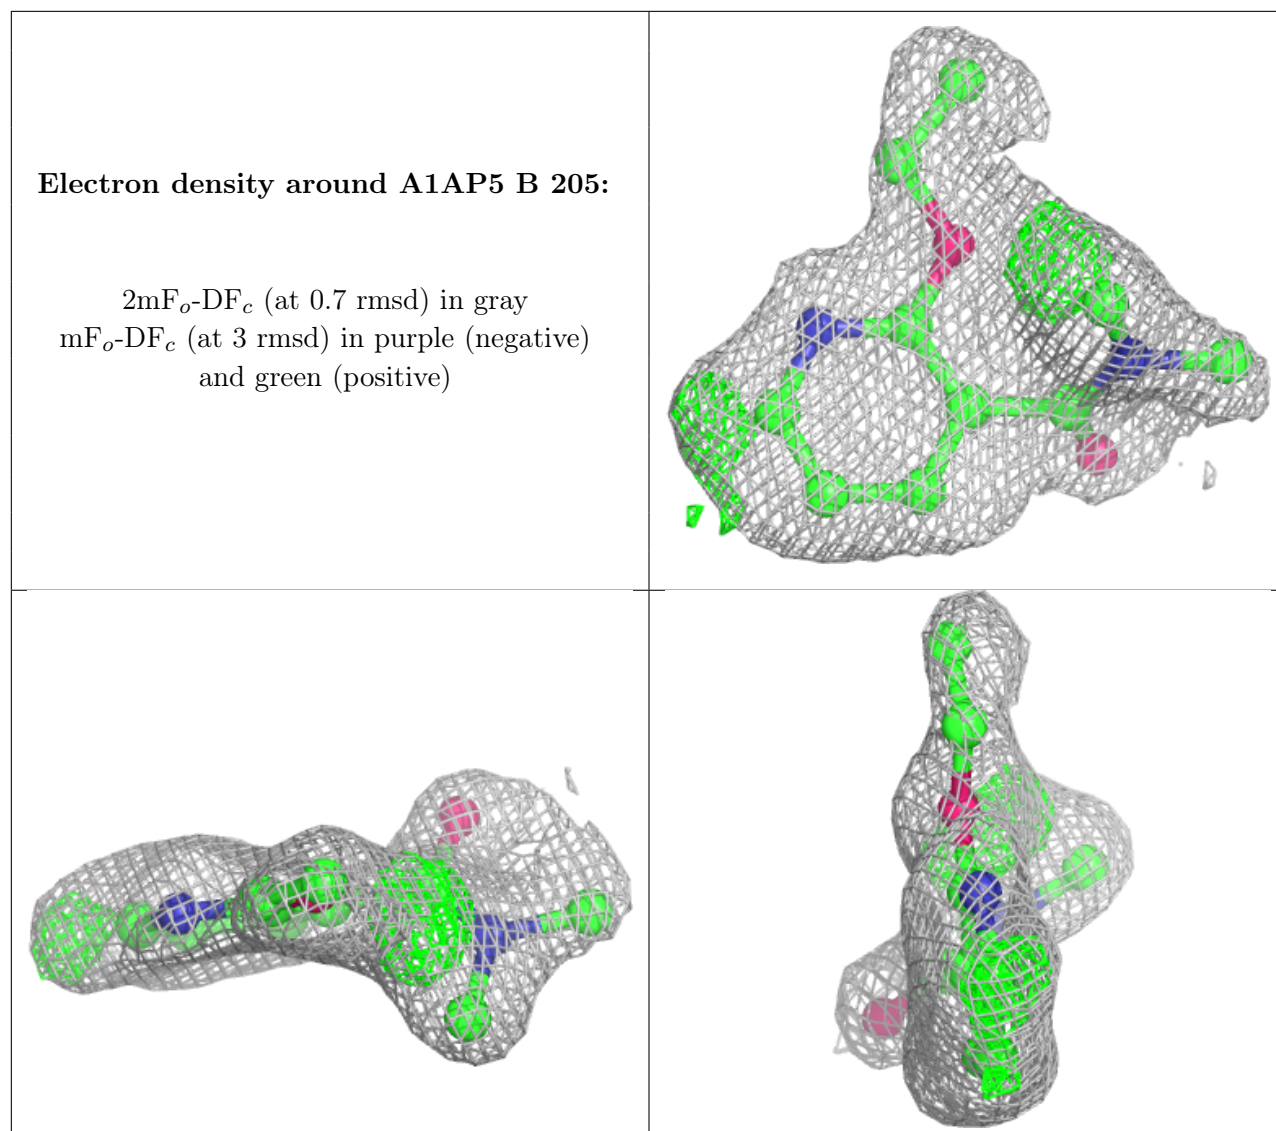 Electron density around A1AP5 B 205:
2mFo-DFc (at 0.7 rmsd) in gray
mFo-DFc (at 3 rmsd) in purple (negative)
and green (positive)